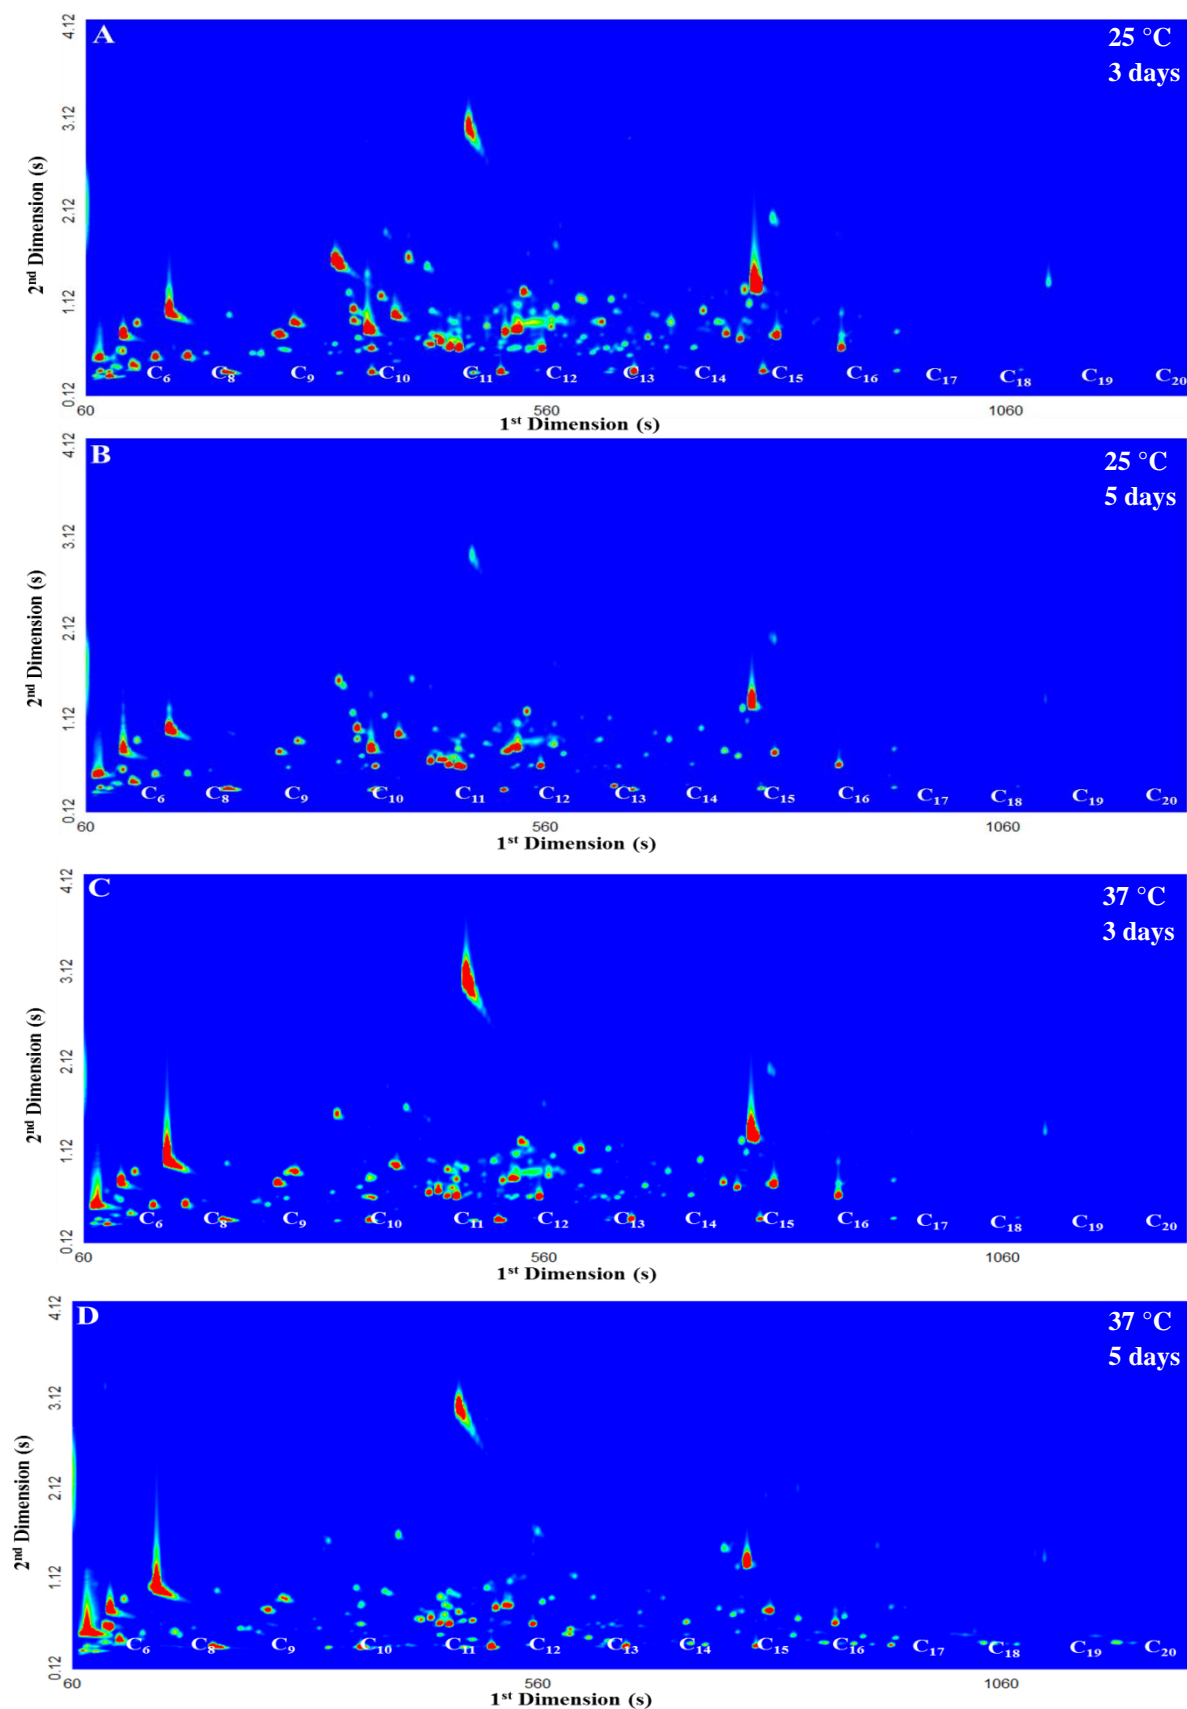 A
25 °C
3 days
4.12
3.12
2.12
1.12
0.12
2nd Dimension (s)
C6 C8 C9 C10 C11 C12 C13 C14 C15 C16 C17 C18 C19 C20
60 560 1060
1st Dimension (s)
B
25 °C
5 days
4.12
3.12
2.12
1.12
0.12
2nd Dimension (s)
C6 C8 C9 C10 C11 C12 C13 C14 C15 C16 C17 C18 C19 C20
60 560 1060
1st Dimension (s)
C
37 °C
3 days
4.12
3.12
2.12
1.12
0.12
2nd Dimension (s)
C6 C8 C9 C10 C11 C12 C13 C14 C15 C16 C17 C18 C19 C20
60 560 1060
1st Dimension (s)
D
37 °C
5 days
4.12
3.12
2.12
1.12
0.12
2nd Dimension (s)
C6 C8 C9 C10 C11 C12 C13 C14 C15 C16 C17 C18 C19 C20
60 560 1060
1st Dimension (s)